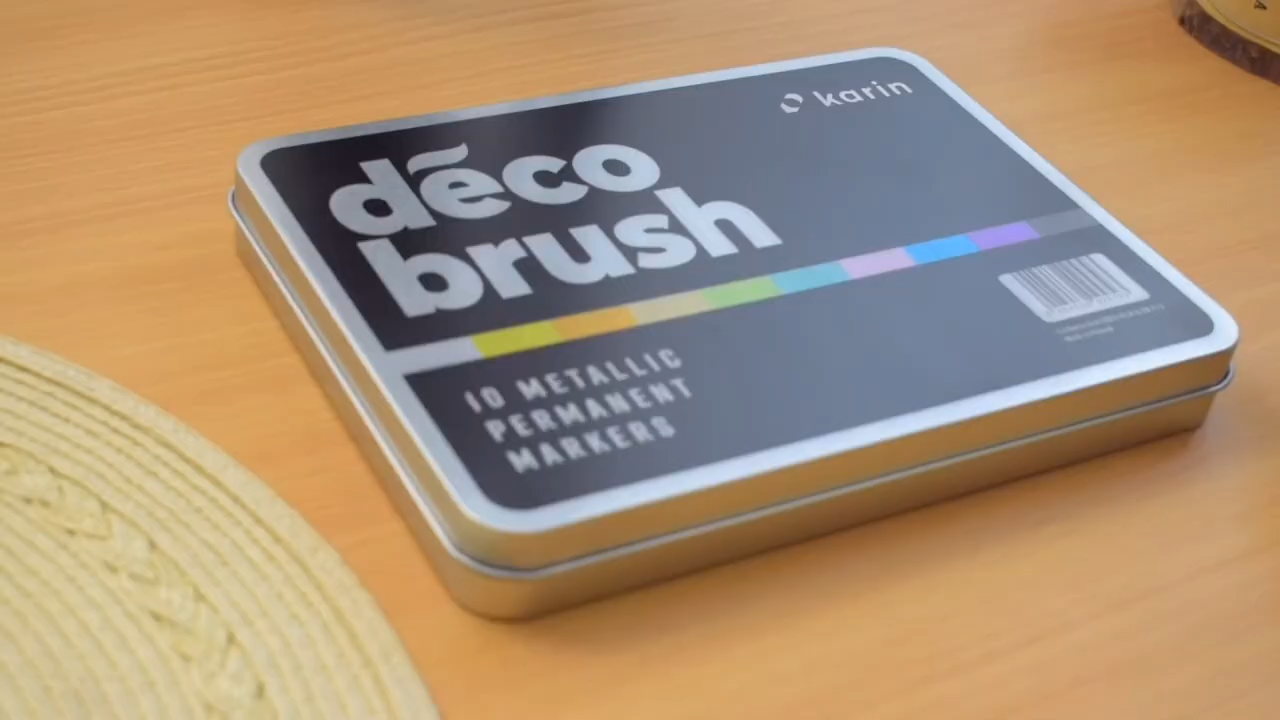 karin
dēco
brush
10 METALLIC
PERMANENT
MARKERS